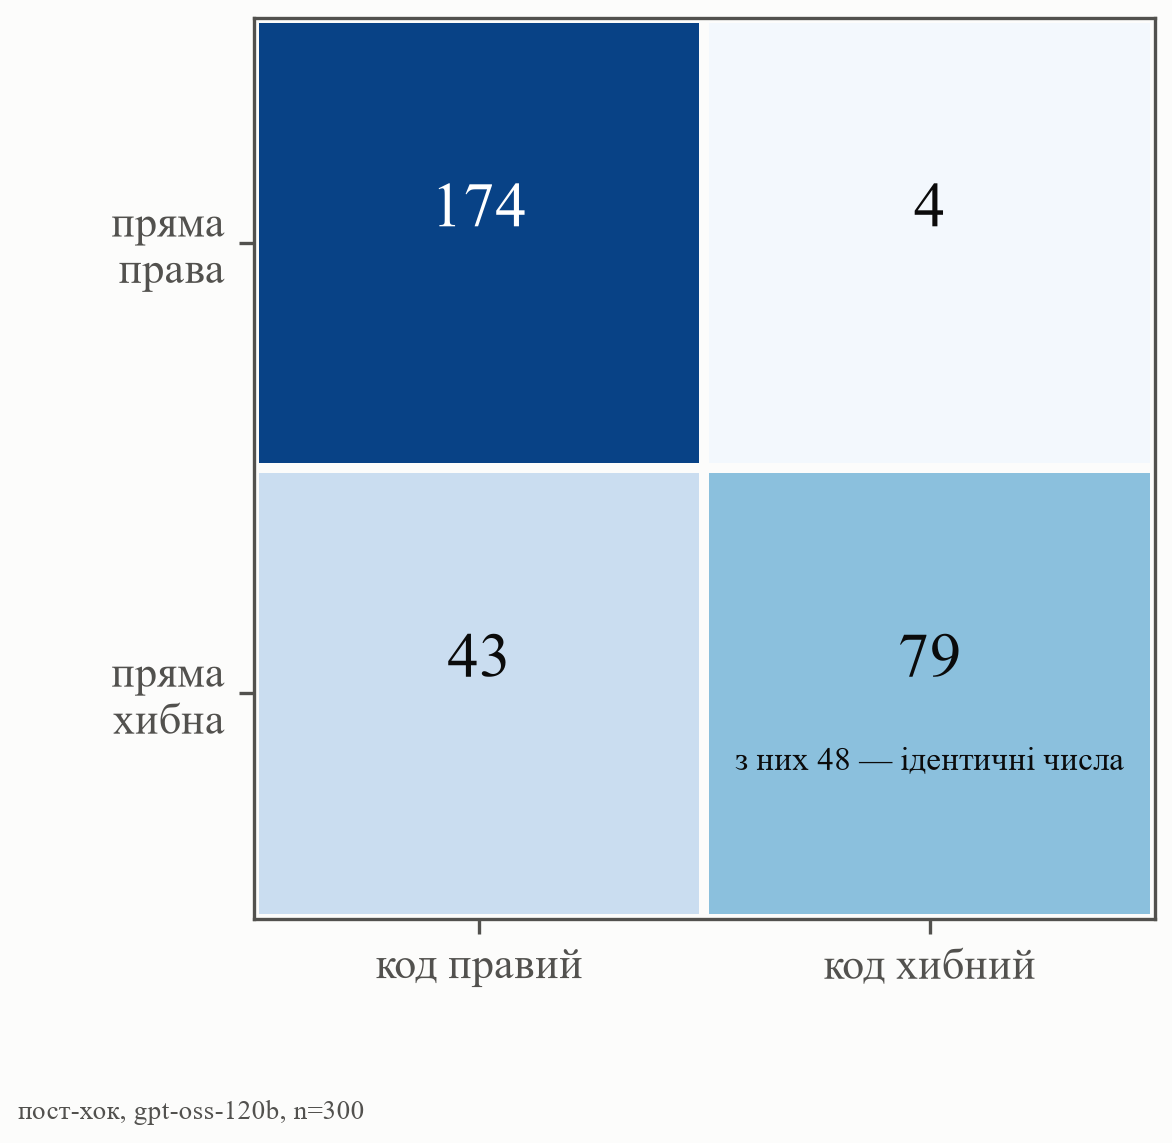 174
4
пряма
права
43
79
пряма
хибна
з них 48 — ідентичні числа
код правий
код хибний
пост-хок, gpt-oss-120b, n=300